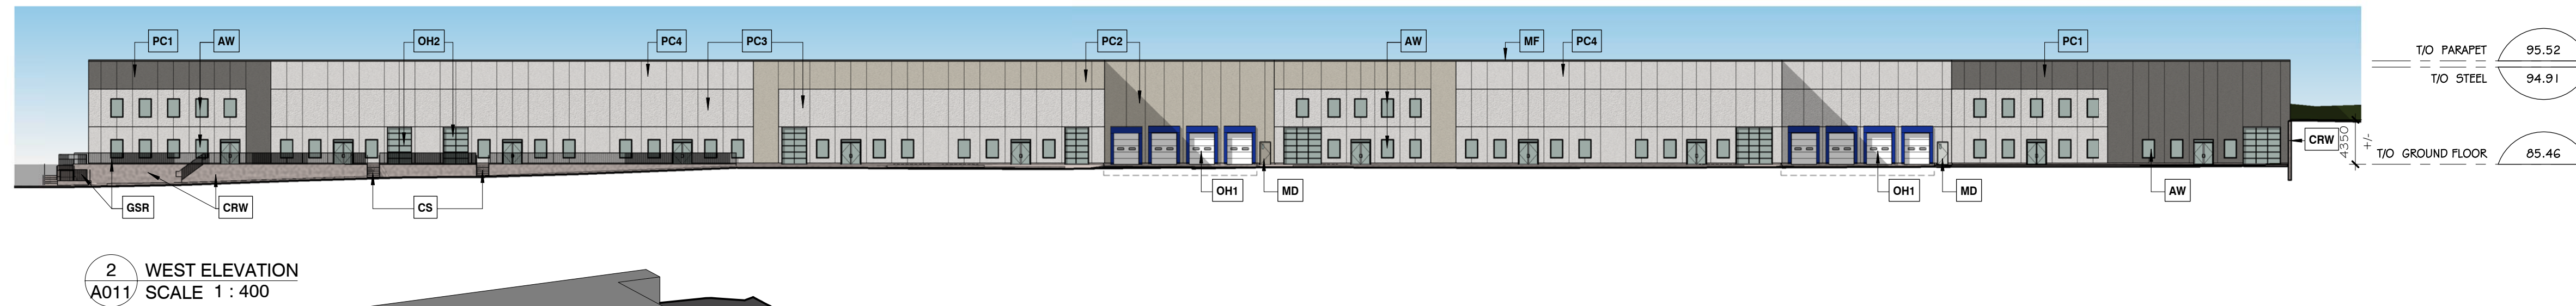 PC1
AW
OH2
PC4
PC3
PC2
AW
MF
PC4
PC1
T/O PARAPET 95.52
T/O STEEL 94.91
4350
+/-
CRW
T/O GROUND FLOOR 85.46
GSR
CRW
CS
OH1
MD
OH1
MD
AW
2
A011
WEST ELEVATION
SCALE 1 : 400